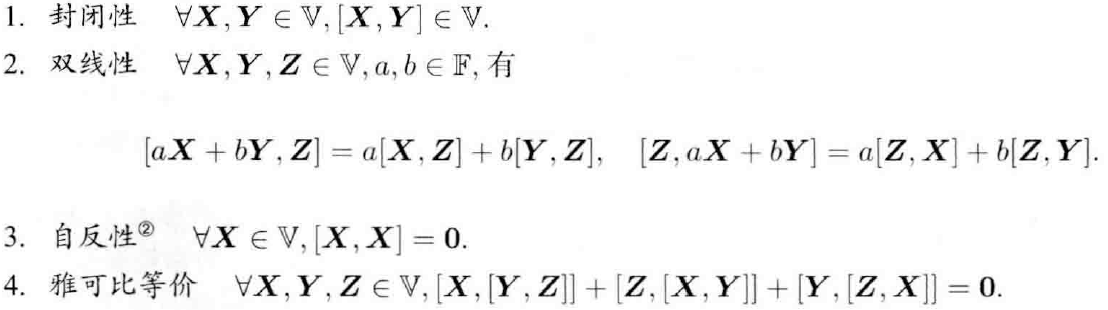 1. 封闭性 ∀X, Y ∈ 𝕍, [X, Y] ∈ 𝕍.
2. 双线性 ∀X, Y, Z ∈ 𝕍, a, b ∈ 𝔽, 有
[aX + bY, Z] = a[X, Z] + b[Y, Z], [Z, aX + bY] = a[Z, X] + b[Z, Y].
3. 自反性② ∀X ∈ 𝕍, [X, X] = 0.
4. 雅可比等价 ∀X, Y, Z ∈ 𝕍, [X, [Y, Z]] + [Z, [X, Y]] + [Y, [Z, X]] = 0.